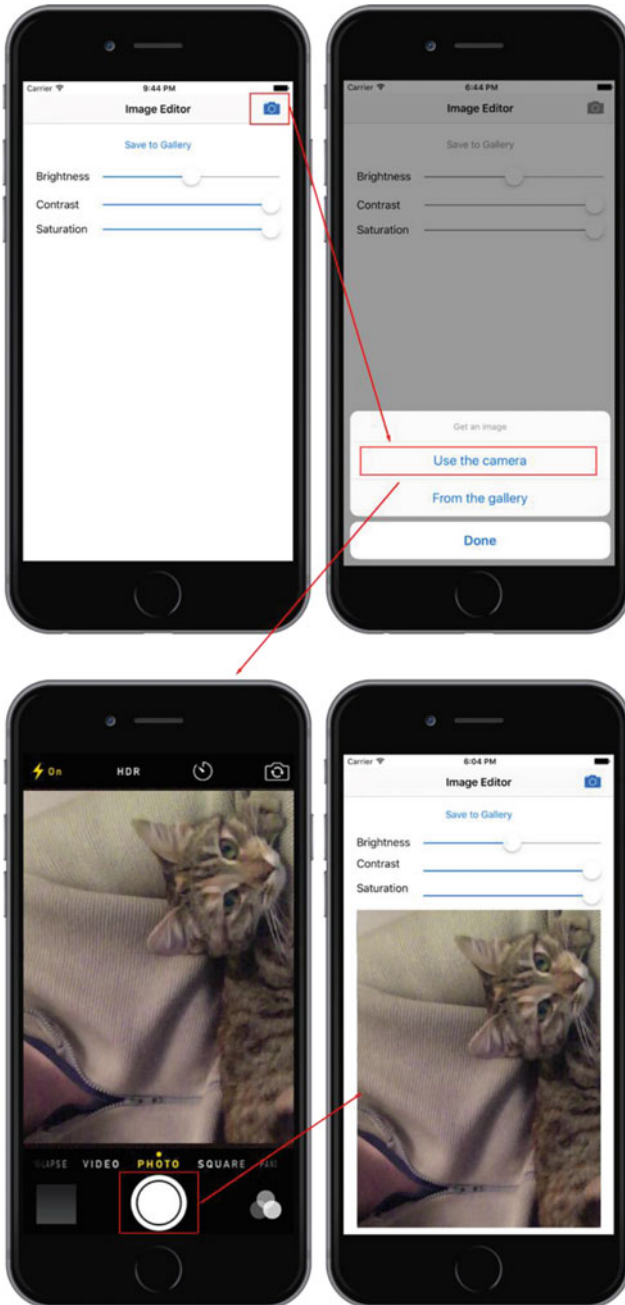 Carrier 9:44 PM
Image Editor
Save to Gallery
Brightness
Contrast
Saturation
Carrier 6:44 PM
Image Editor
Save to Gallery
Brightness
Contrast
Saturation
Get an image
Use the camera
From the gallery
Done
On HDR
VIDEO PHOTO SQUARE
Carrier 6:04 PM
Image Editor
Save to Gallery
Brightness
Contrast
Saturation